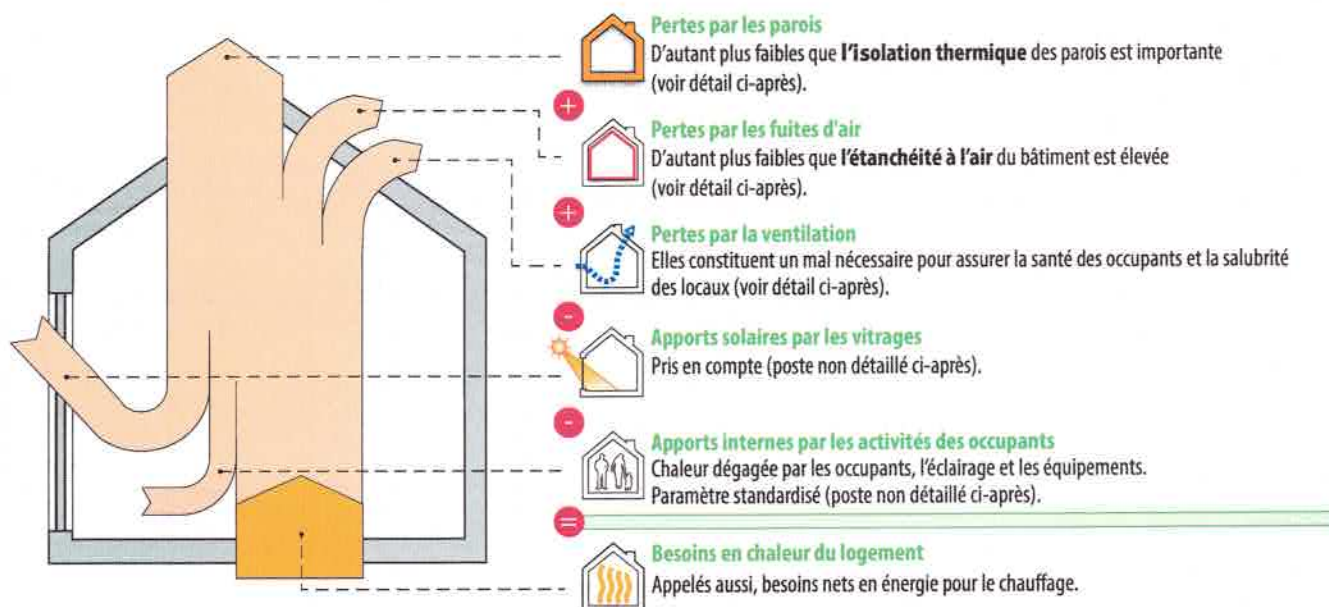 Pertes par les parois
D'autant plus faibles que l'isolation thermique des parois est importante
(voir détail ci-après).
+
Pertes par les fuites d'air
D'autant plus faibles que l'étanchéité à l'air du bâtiment est élevée
(voir détail ci-après).
+
Pertes par la ventilation
Elles constituent un mal nécessaire pour assurer la santé des occupants et la salubrité
des locaux (voir détail ci-après).
-
Apports solaires par les vitrages
Pris en compte (poste non détaillé ci-après).
-
Apports internes par les activités des occupants
Chaleur dégagée par les occupants, l'éclairage et les équipements.
Paramètre standardisé (poste non détaillé ci-après).
=
Besoins en chaleur du logement
Appelés aussi, besoins nets en énergie pour le chauffage.